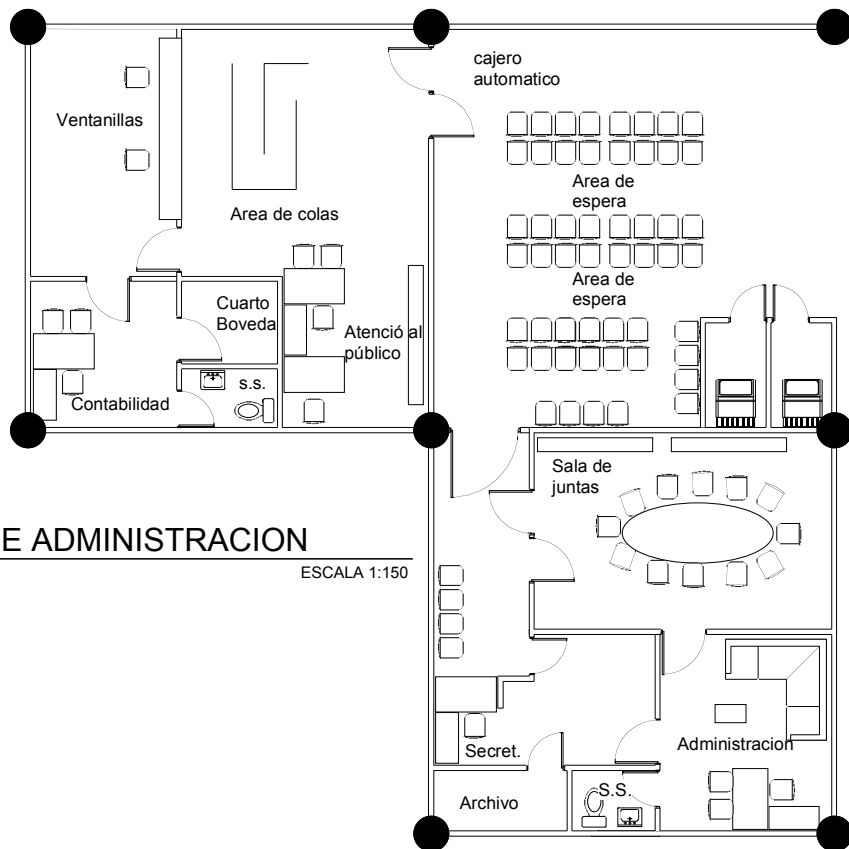 cajero
automatico
Ventanillas
Area de
espera
Area de colas
Area de
espera
Cuarto
Boveda
Atenció al
público
s.s.
Contabilidad
Sala de
juntas
E ADMINISTRACION
ESCALA 1:150
Secret.
Administracion
Archivo
S.S.